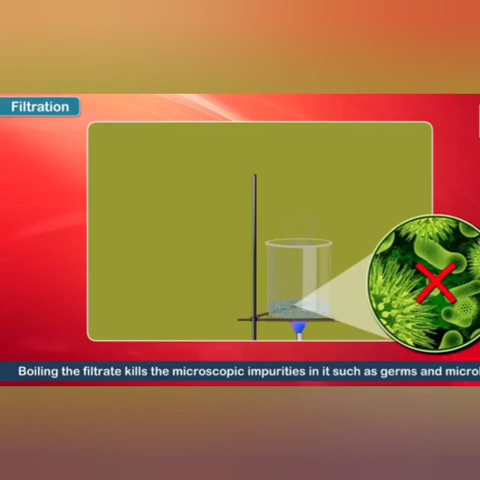 Filtration
Boiling the filtrate kills the microscopic impurities in it such as germs and